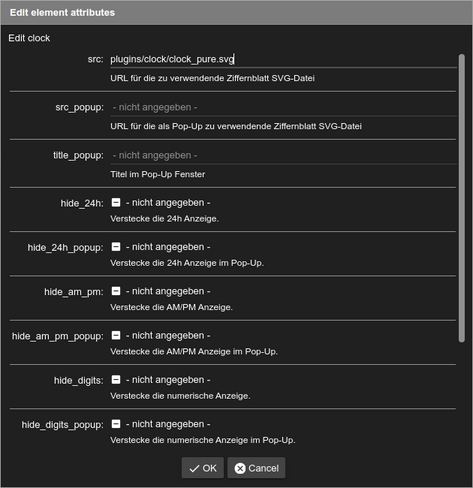 Edit element attributes
Edit clock
src: plugins/clock/clock_pure.svg
URL für die zu verwendende Ziffernblatt SVG-Datei
src_popup: - nicht angegeben -
URL für die als Pop-Up zu verwendende Ziffernblatt SVG-Datei
title_popup: - nicht angegeben -
Titel im Pop-Up Fenster
hide_24h: - nicht angegeben -
Verstecke die 24h Anzeige.
hide_24h_popup: - nicht angegeben -
Verstecke die 24h Anzeige im Pop-Up.
hide_am_pm: - nicht angegeben -
Verstecke die AM/PM Anzeige.
hide_am_pm_popup: - nicht angegeben -
Verstecke die AM/PM Anzeige im Pop-Up.
hide_digits: - nicht angegeben -
Verstecke die numerische Anzeige.
hide_digits_popup: - nicht angegeben -
Verstecke die numerische Anzeige im Pop-Up.
OK Cancel